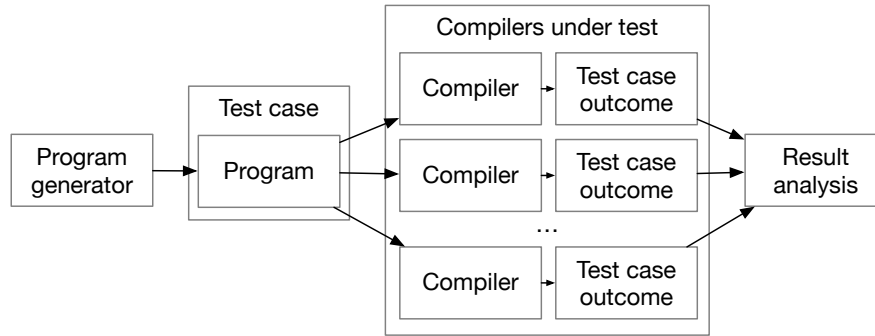 Compilers under test
Test case
Program
generator
Program
Compiler
Test case
outcome
Compiler
Test case
outcome
...
Compiler
Test case
outcome
Result
analysis